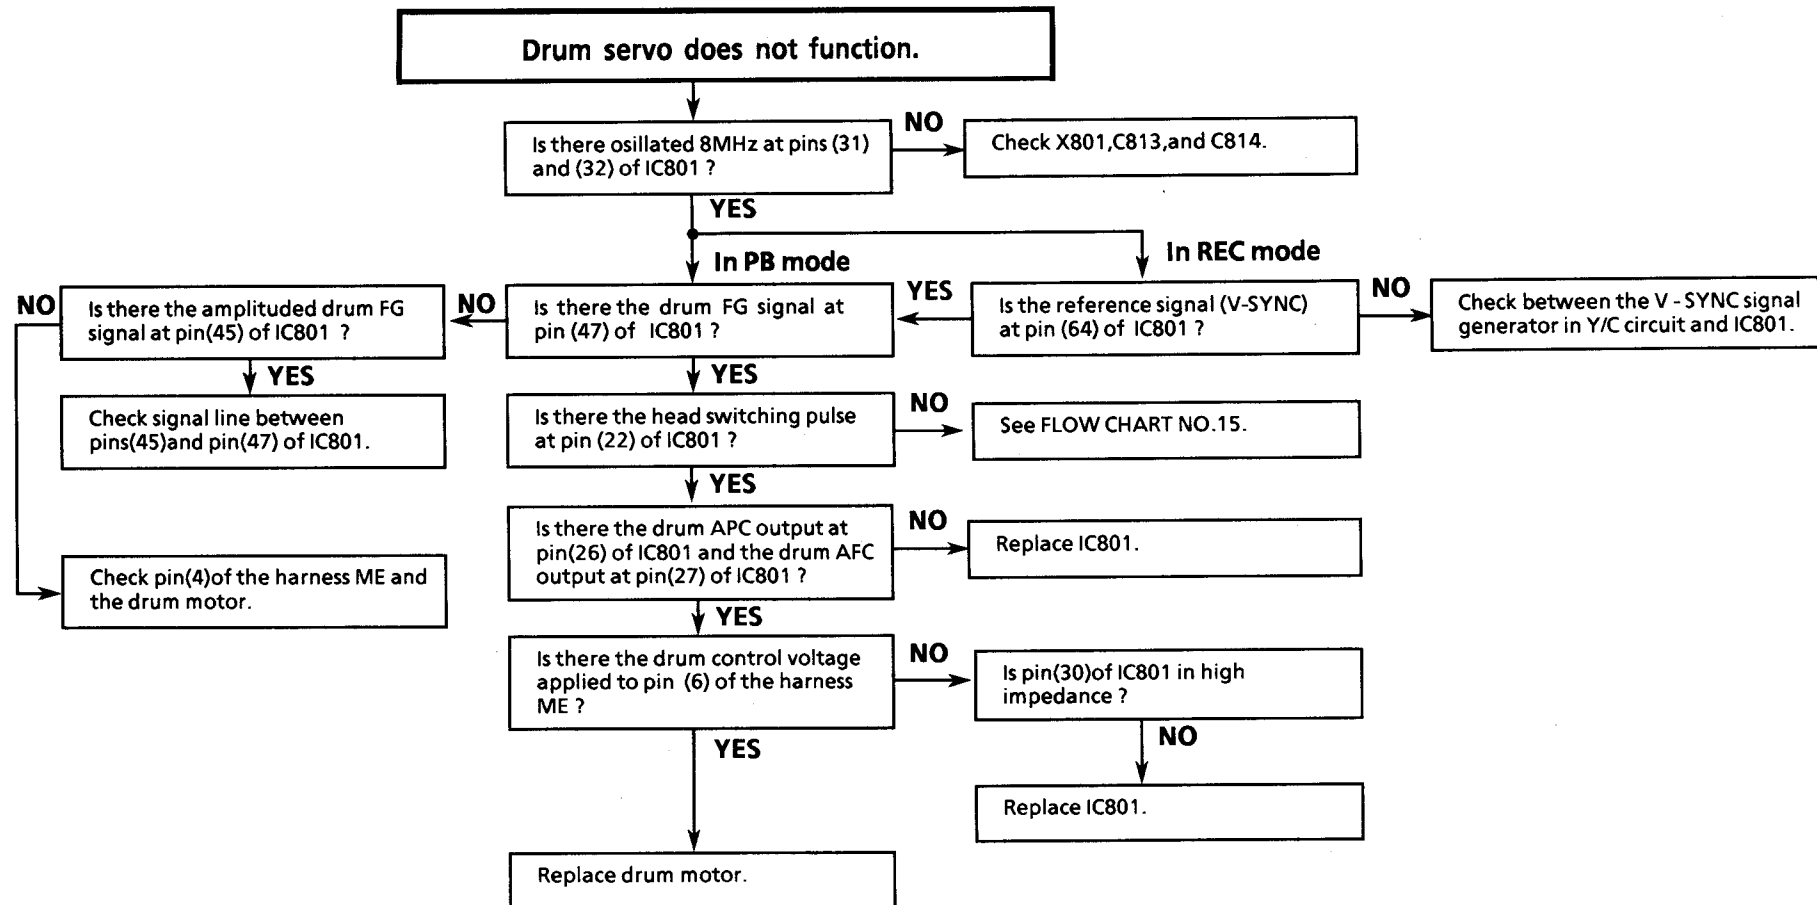 Drum servo does not function.
Is there osillated 8MHz at pins (31)
and (32) of IC801 ?
NO
Check X801,C813,and C814.
YES
In PB mode
In REC mode
NO
Is there the amplituded drum FG
signal at pin(45) of IC801 ?
NO
Is there the drum FG signal at
pin (47) of IC801 ?
YES
Is the reference signal (V-SYNC)
at pin (64) of IC801 ?
NO
Check between the V - SYNC signal
generator in Y/C circuit and IC801.
YES
Check signal line between
pins(45)and pin(47) of IC801.
YES
Is there the head switching pulse
at pin (22) of IC801 ?
NO
See FLOW CHART NO.15.
YES
Is there the drum APC output at
pin(26) of IC801 and the drum AFC
output at pin(27) of IC801 ?
NO
Replace IC801.
Check pin(4)of the harness ME and
the drum motor.
YES
Is there the drum control voltage
applied to pin (6) of the harness
ME ?
NO
Is pin(30)of IC801 in high
impedance ?
YES
NO
Replace IC801.
Replace drum motor.